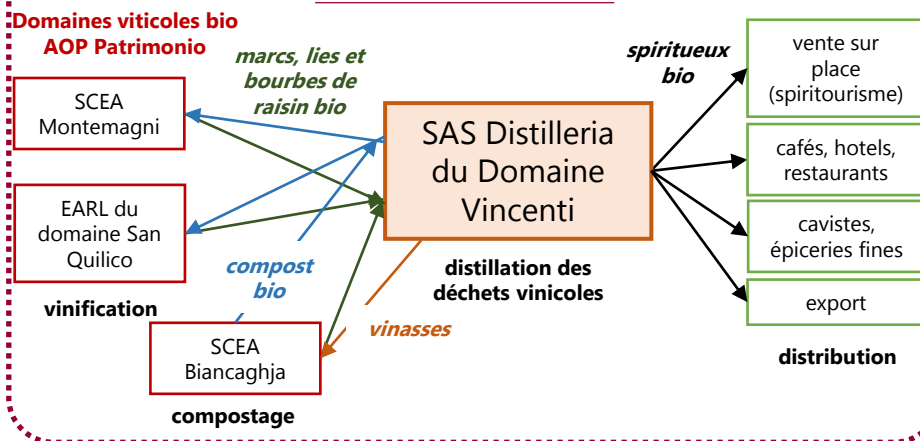 Domaines viticoles bio
AOP Patrimonio
marcs, lies et
bourbes de
raisin bio
SCEA
Montemagni
EARL du
domaine San
Quilico
vinification
compost
bio
SCEA
Biancaghja
compostage
vinasses
SAS Distilleria
du Domaine
Vincenti
distillation des
déchets vinicoles
spiritueux
bio
vente sur
place
(spiritourisme)
cafés, hotels,
restaurants
cavistes,
épiceries fines
export
distribution